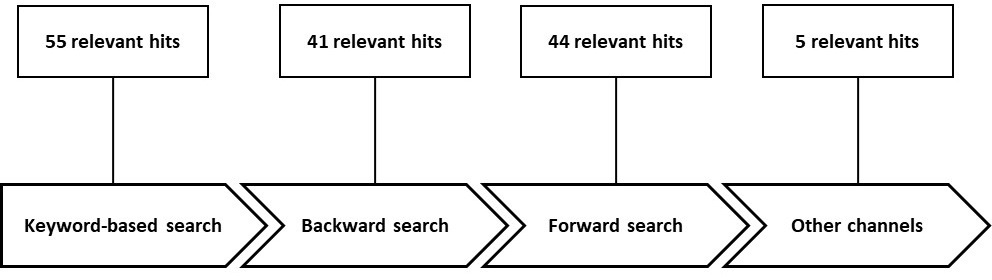 55 relevant hits
41 relevant hits
44 relevant hits
5 relevant hits
Keyword-based search
Backward search
Forward search
Other channels